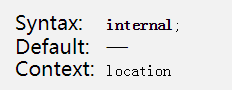 Syntax: internal;
Default: —
Context: location